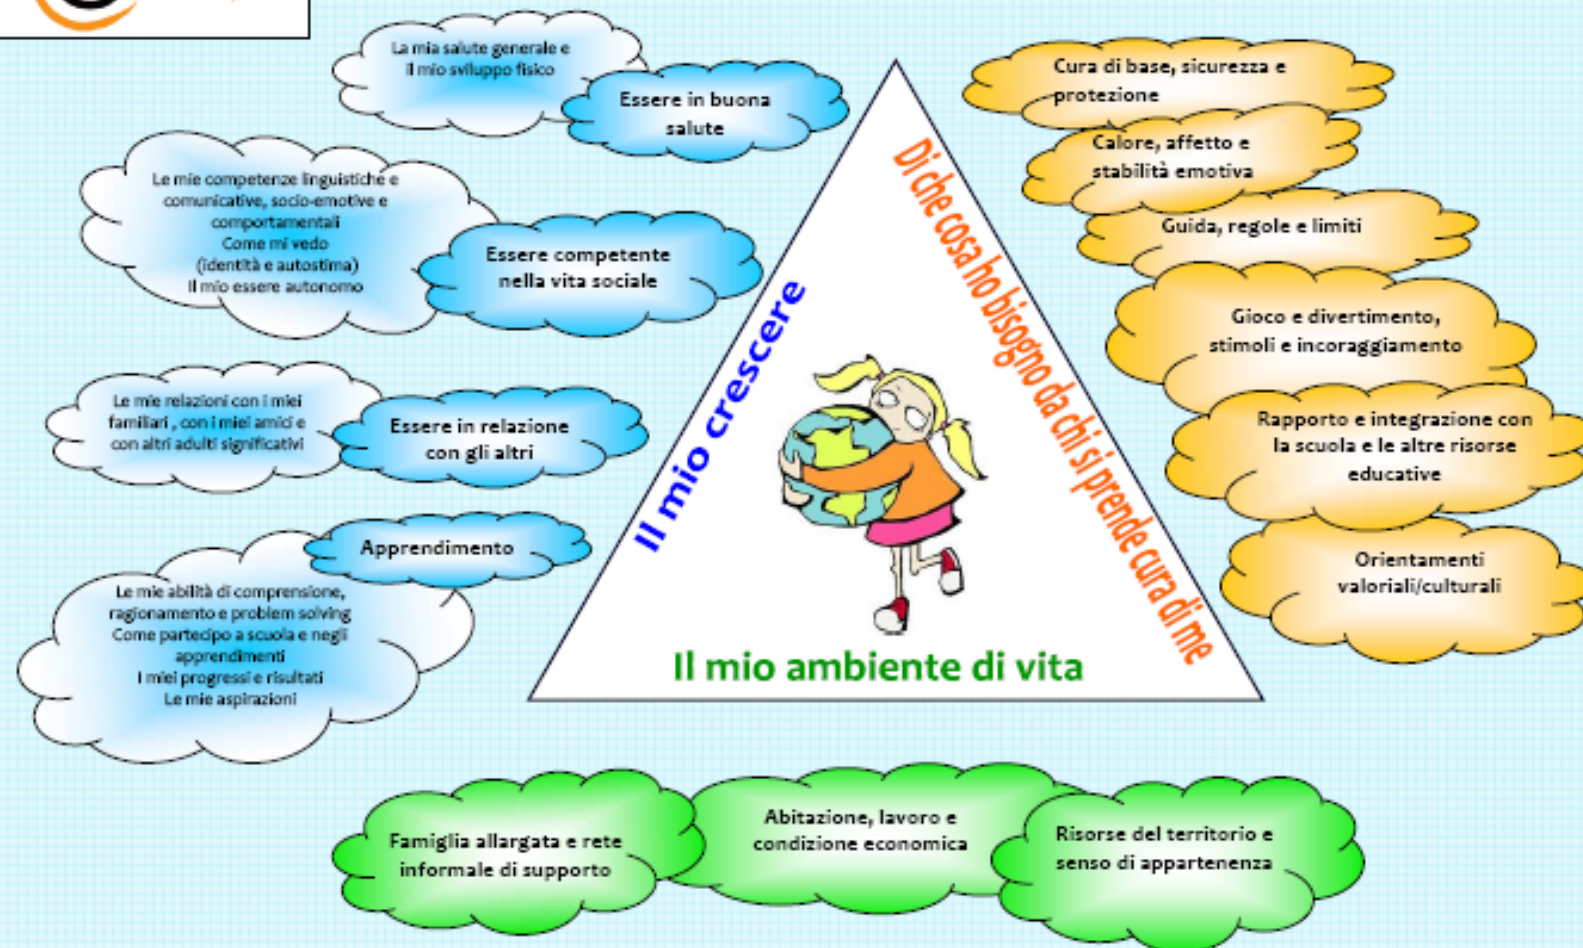 La mia salute generale e
Il mio sviluppo fisico
Essere in buona
salute
Le mie competenze linguistiche e
comunicative, socio-emotive e
comportamentali
Come mi vedo
(identità e autostima)
Il mio essere autonomo
Essere competente
nella vita sociale
Le mie relazioni con i miei
familiari , con i miei amici e
con altri adulti significativi
Essere in relazione
con gli altri
Apprendimento
Le mie abilità di comprensione,
ragionamento e problem solving
Come partecipo a scuola e negli
apprendimenti
I miei progressi e risultati
Le mie aspirazioni
Il mio crescere
Di che cosa ho bisogno da chi si prende cura di me
Il mio ambiente di vita
Cura di base, sicurezza e
protezione
Calore, affetto e
stabilità emotiva
Guida, regole e limiti
Gioco e divertimento,
stimoli e incoraggiamento
Rapporto e integrazione con
la scuola e le altre risorse
educative
Orientamenti
valoriali/culturali
Famiglia allargata e rete
informale di supporto
Abitazione, lavoro e
condizione economica
Risorse del territorio e
senso di appartenenza